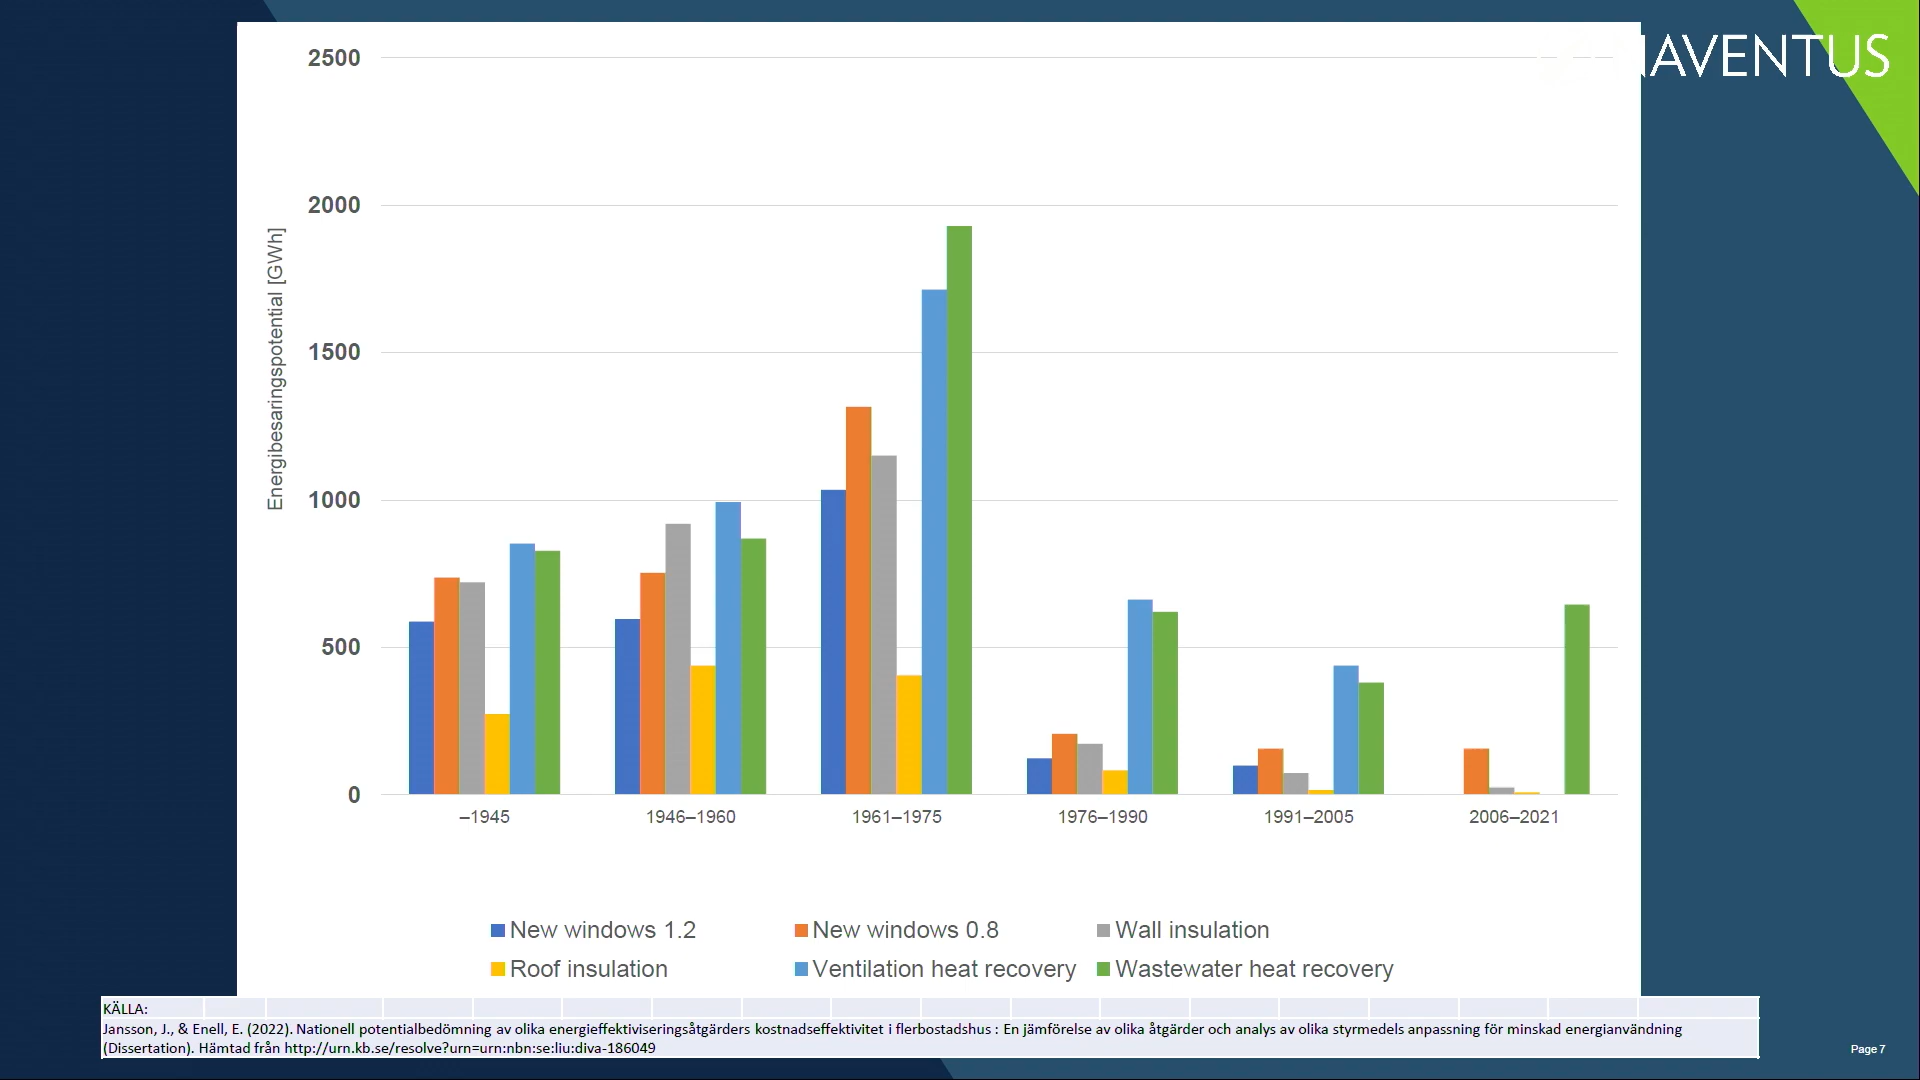 NAVENTUS
2500
2000
1500
1000
500
0
Energibesaringspotential [GWh]
–1945
1946–1960
1961–1975
1976–1990
1991–2005
2006–2021
New windows 1.2
New windows 0.8
Wall insulation
Roof insulation
Ventilation heat recovery
Wastewater heat recovery
KÄLLA:
Jansson, J., & Enell, E. (2022). Nationell potentialbedömning av olika energieffektiviseringsåtgärders kostnadseffektivitet i flerbostadshus : En jämförelse av olika åtgärder och analys av olika styrmedels anpassning för minskad energianvändning
(Dissertation). Hämtad från http://urn.kb.se/resolve?urn=urn:nbn:se:liu:diva-186049
Page 7